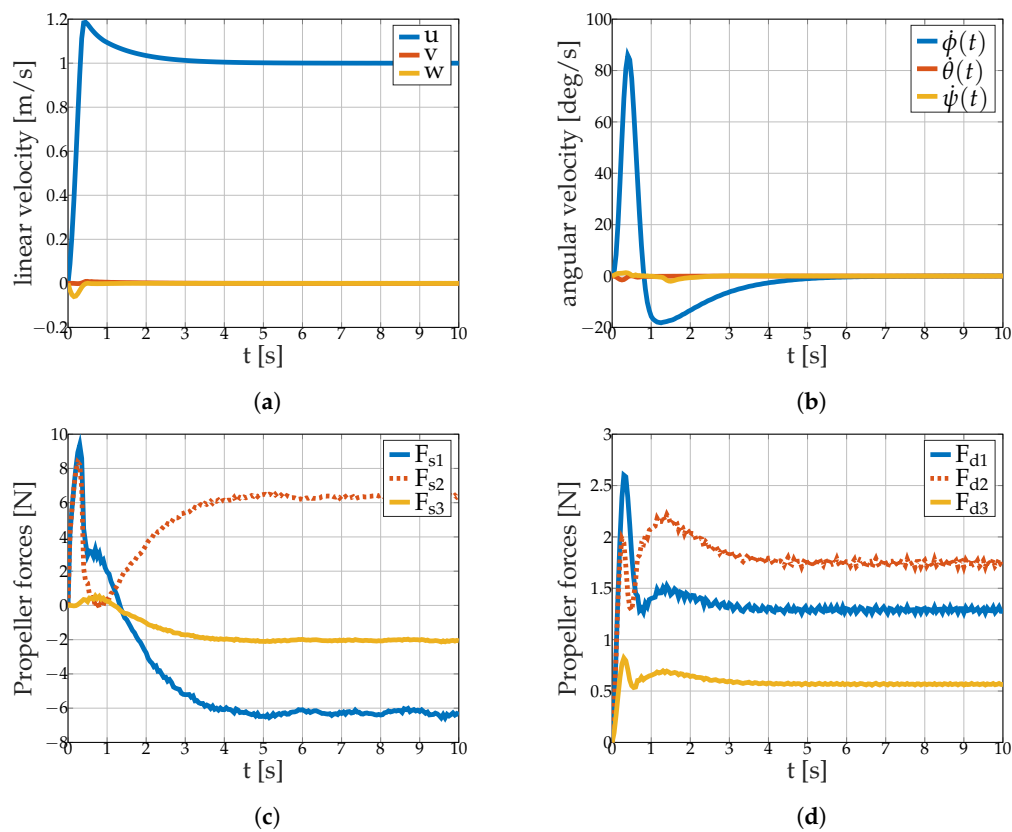 linear velocity [m/s]
1.2
1
0.8
0.6
0.4
0.2
0
−0.2
u
v
w
0 1 2 3 4 5 6 7 8 9 10
t [s]
(a)
angular velocity [deg/s]
100
80
60
40
20
0
−20
ϕ̇(t)
θ̇(t)
ψ̇(t)
0 1 2 3 4 5 6 7 8 9 10
t [s]
(b)
Propeller forces [N]
10
8
6
4
2
0
−2
−4
−6
−8
Fs1
Fs2
Fs3
0 1 2 3 4 5 6 7 8 9 10
t [s]
(c)
Propeller forces [N]
3
2.5
2
1.5
1
0.5
0
Fd1
Fd2
Fd3
0 1 2 3 4 5 6 7 8 9 10
t [s]
(d)